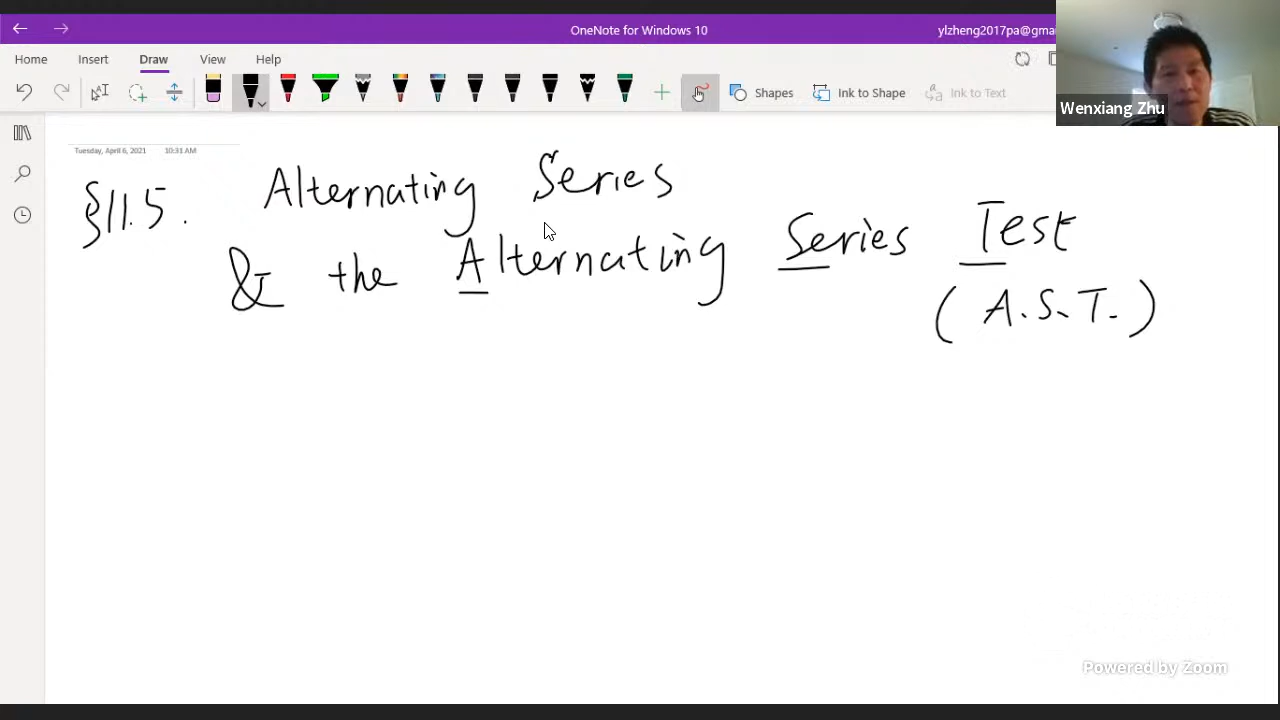 OneNote for Windows 10
ylzheng2017pa@gma
Home Insert Draw View Help
Shapes Ink to Shape Ink to Text
Wenxiang Zhu
Tuesday, April 6, 2021 10:31 AM
§11.5. Alternating Series
& the Alternating Series Test
(A.S.T.)
Powered by Zoom